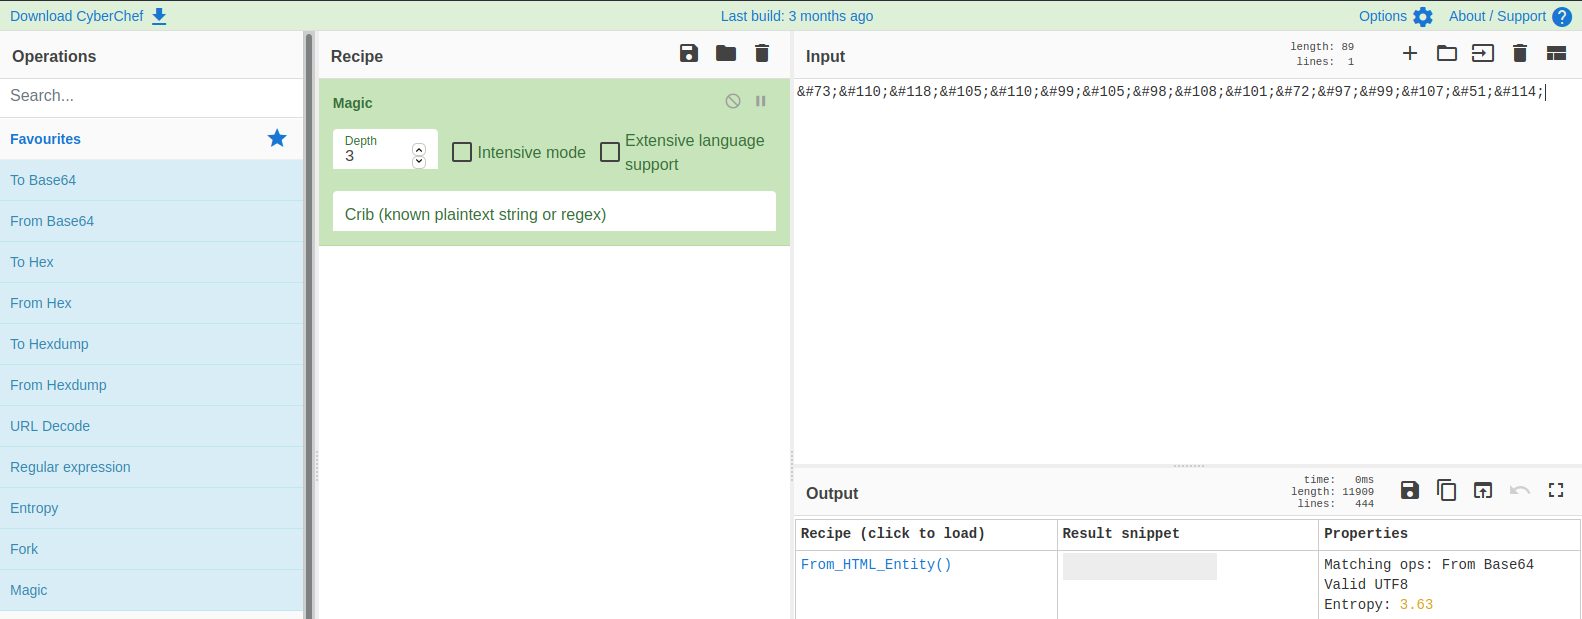 Download CyberChef
Last build: 3 months ago
Options
About / Support
Operations
Search...
Favourites
To Base64
From Base64
To Hex
From Hex
To Hexdump
From Hexdump
URL Decode
Regular expression
Entropy
Fork
Magic
Recipe
Magic
Depth
3
Intensive mode
Extensive language
support
Crib (known plaintext string or regex)
Input
length: 89
lines: 1
&#73;&#110;&#118;&#105;&#110;&#99;&#105;&#98;&#108;&#101;&#72;&#97;&#99;&#107;&#51;&#114;
Output
time: 0ms
length: 11909
lines: 444
Recipe (click to load)
Result snippet
Properties
From_HTML_Entity()
Matching ops: From Base64
Valid UTF8
Entropy: 3.63